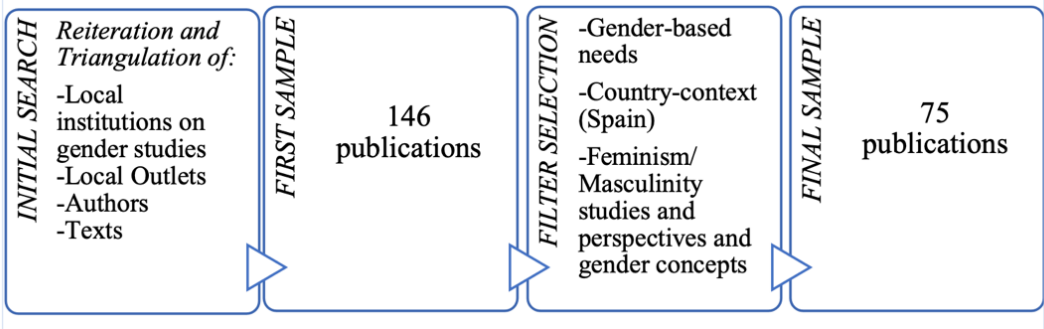 INITIAL SEARCH
Reiteration and
Triangulation of:
-Local
institutions on
gender studies
-Local Outlets
-Authors
-Texts
FIRST SAMPLE
146
publications
FILTER SELECTION
-Gender-based
needs
-Country-context
(Spain)
-Feminism/
Masculinity
studies and
perspectives and
gender concepts
FINAL SAMPLE
75
publications